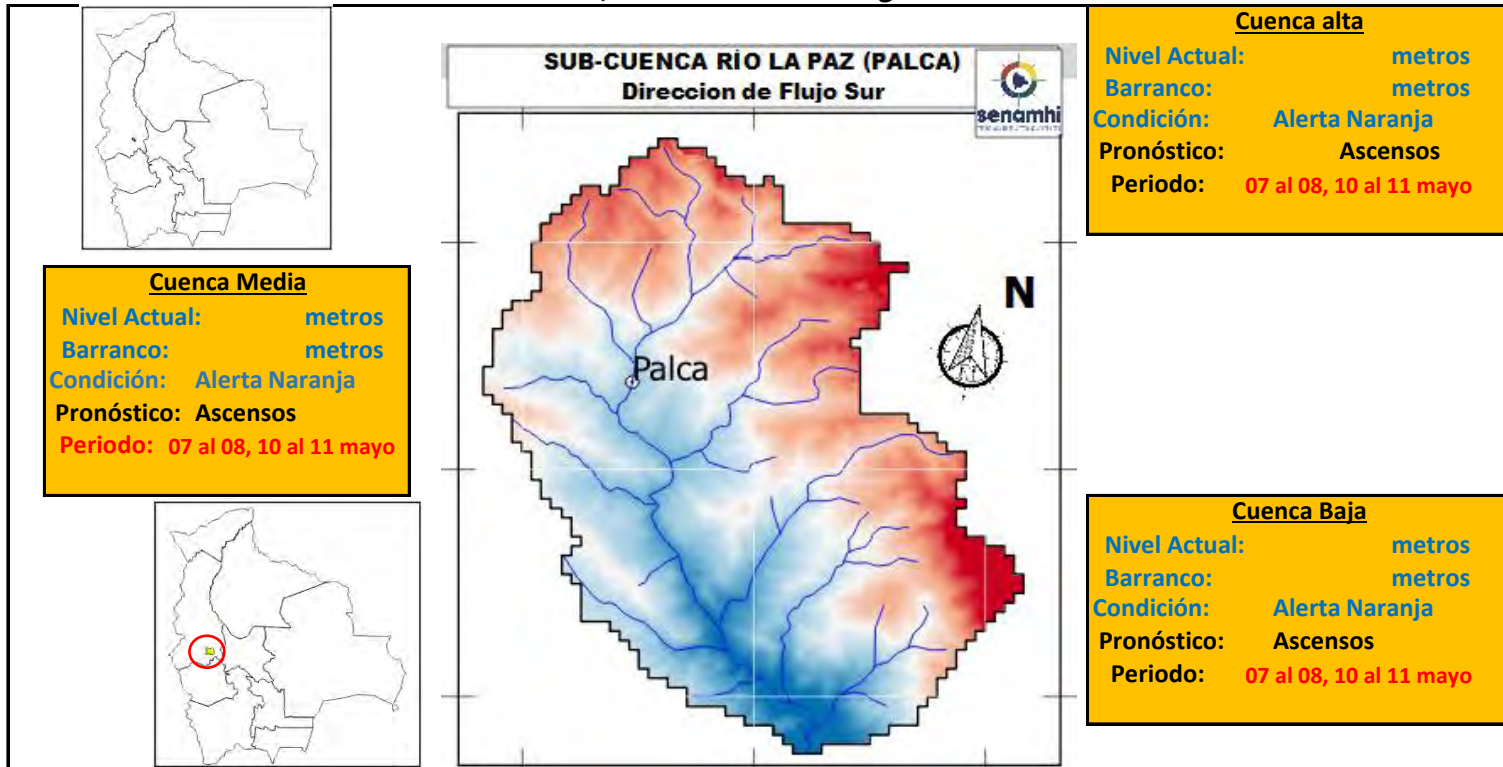 SUB-CUENCA RÍO LA PAZ (PALCA)
Direccion de Flujo Sur
senamhi
Cuenca alta
Nivel Actual: metros
Barranco: metros
Condición: Alerta Naranja
Pronóstico: Ascensos
Periodo: 07 al 08, 10 al 11 mayo
Cuenca Media
Nivel Actual: metros
Barranco: metros
Condición: Alerta Naranja
Pronóstico: Ascensos
Periodo: 07 al 08, 10 al 11 mayo
N
Palca
Cuenca Baja
Nivel Actual: metros
Barranco: metros
Condición: Alerta Naranja
Pronóstico: Ascensos
Periodo: 07 al 08, 10 al 11 mayo